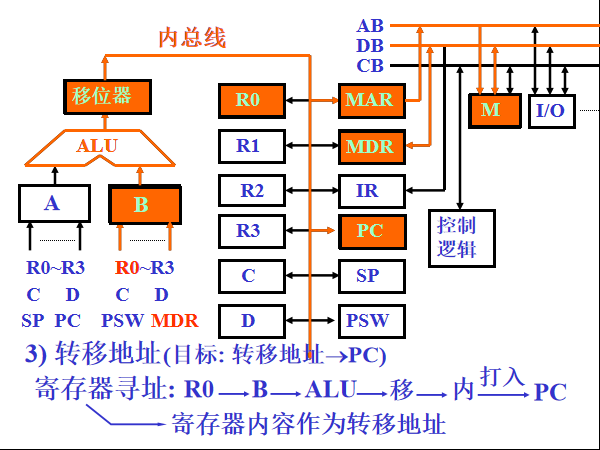 AB
内总线
DB
CB
移位器
R0
MAR
M
I/O
ALU
R1
MDR
A
B
R2
IR
R3
PC
控制
逻辑
R0~R3
R0~R3
C
D
C
D
C
SP
SP
PC
PSW
MDR
D
PSW
3) 转移地址(目标: 转移地址→PC)
寄存器寻址: R0→B→ALU→移→内 打入→PC
寄存器内容作为转移地址